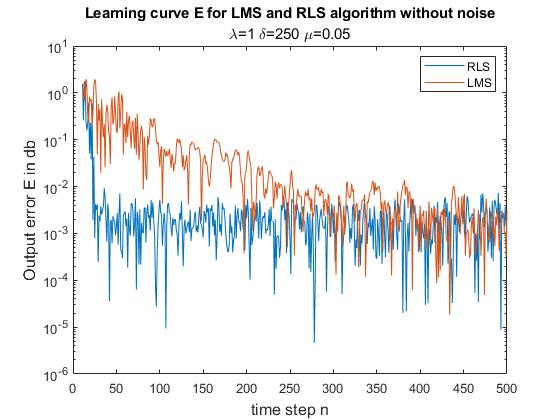 Learning curve E for LMS and RLS algorithm without noise
λ=1 δ=250 μ=0.05
RLS
LMS
Output error E in db
10^1
10^0
10^-1
10^-2
10^-3
10^-4
10^-5
10^-6
0 50 100 150 200 250 300 350 400 450 500
time step n